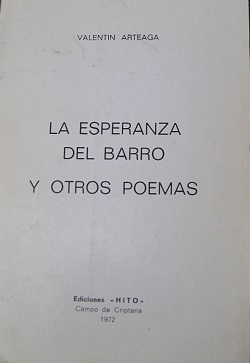 VALENTIN ARTEAGA
LA ESPERANZA
DEL BARRO
Y OTROS POEMAS
Ediciones «HITO»
Campo de Criptana
1972